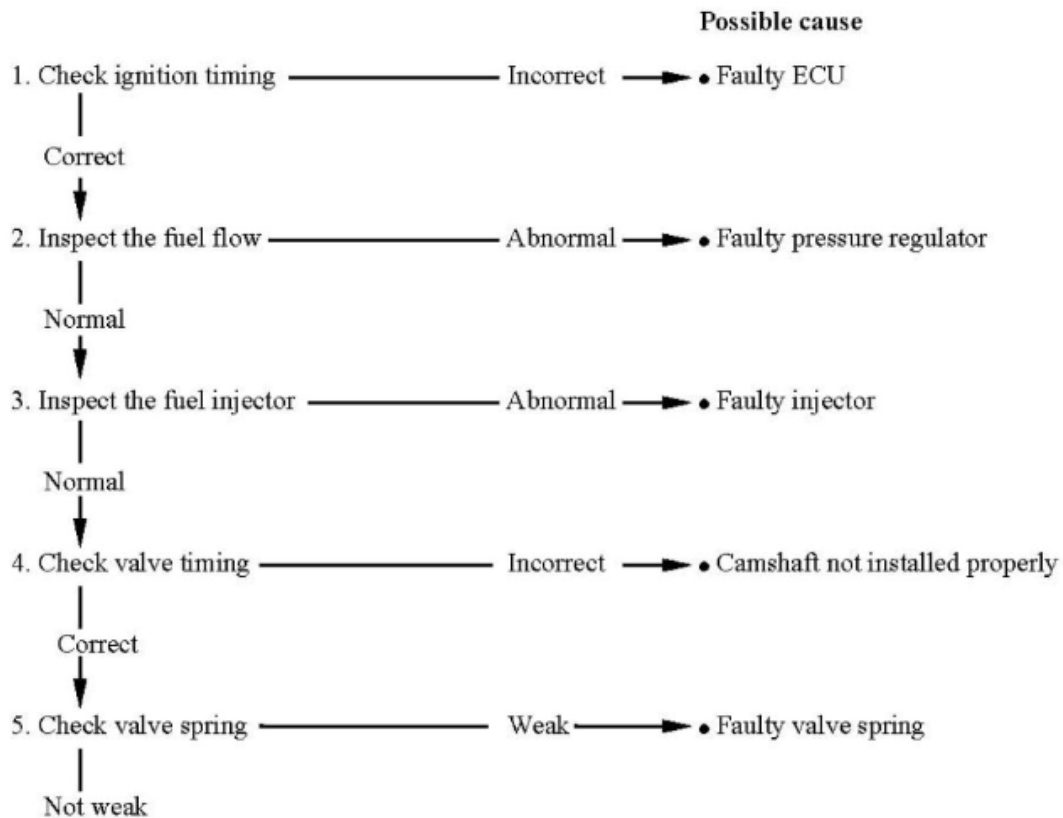 Possible cause
1. Check ignition timing Incorrect • Faulty ECU
Correct
2. Inspect the fuel flow Abnormal • Faulty pressure regulator
Normal
3. Inspect the fuel injector Abnormal • Faulty injector
Normal
4. Check valve timing Incorrect • Camshaft not installed properly
Correct
5. Check valve spring Weak • Faulty valve spring
Not weak